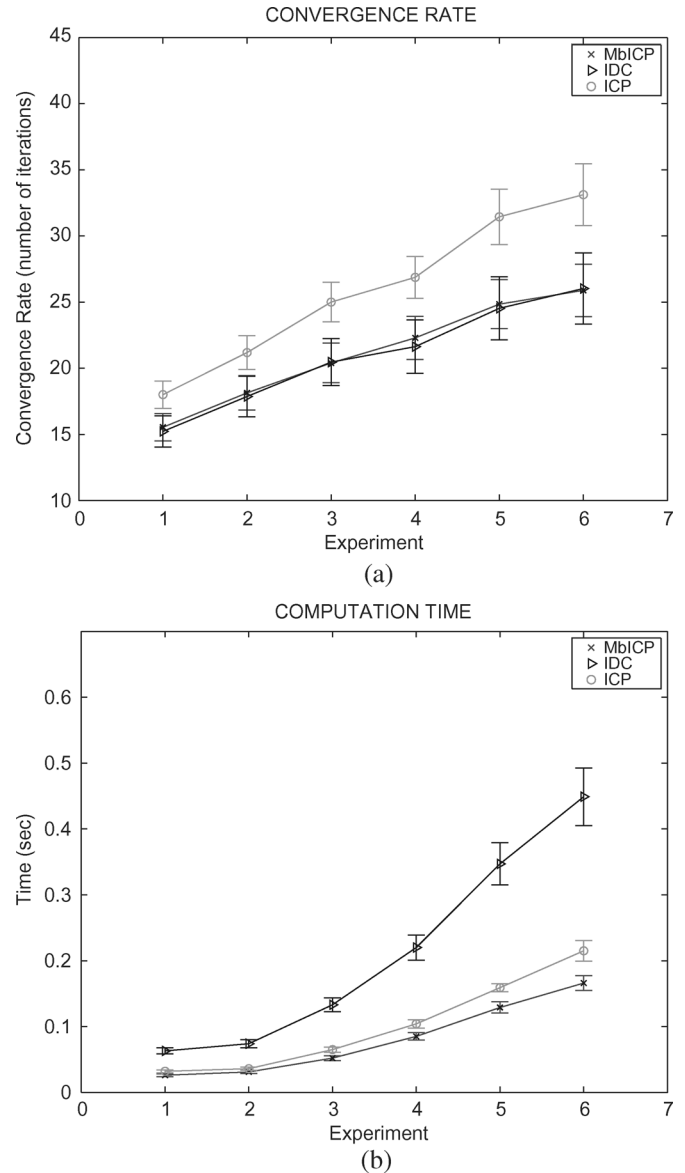 CONVERGENCE RATE
45
40
35
30
25
20
15
10
Convergence Rate (number of iterations)
MbICP
IDC
ICP
0 1 2 3 4 5 6 7
Experiment
(a)
COMPUTATION TIME
0.6
0.5
0.4
0.3
0.2
0.1
0
Time (sec)
MbICP
IDC
ICP
0 1 2 3 4 5 6 7
Experiment
(b)